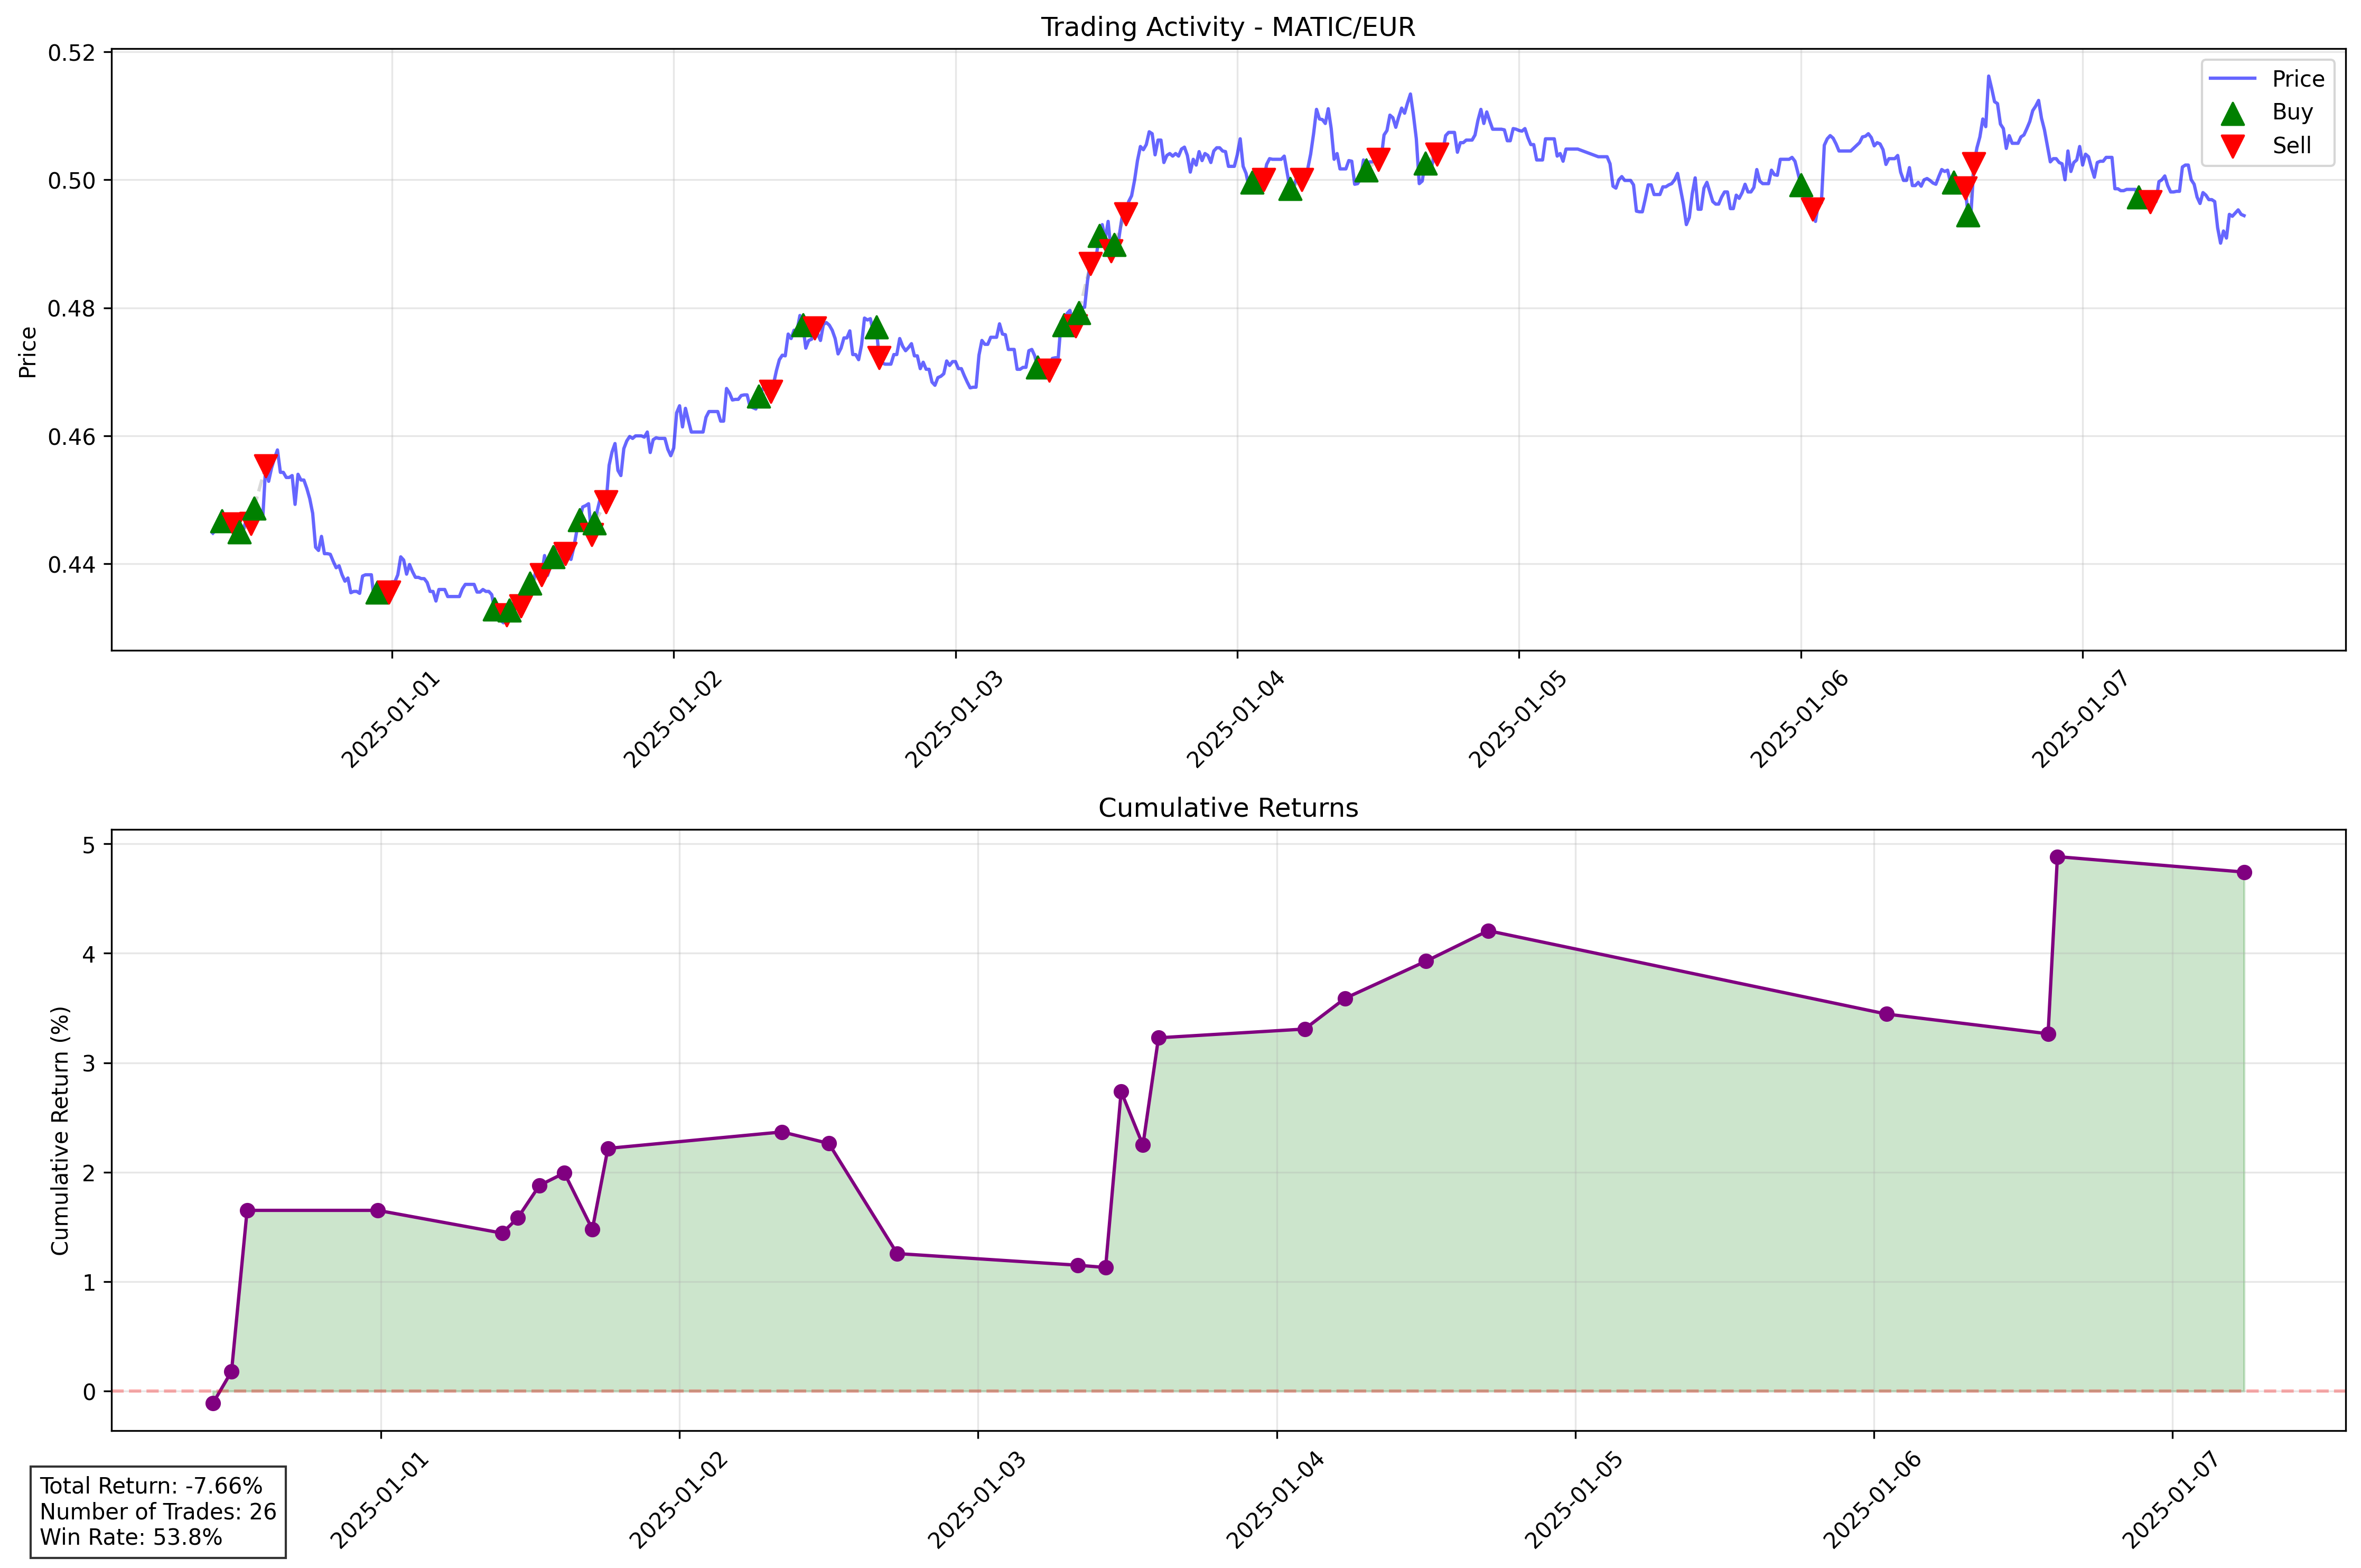 Trading Activity - MATIC/EUR
0.52
0.50
0.48
0.46
0.44
Price
Price
Buy
Sell
2025-01-01
2025-01-02
2025-01-03
2025-01-04
2025-01-05
2025-01-06
2025-01-07
Cumulative Returns
5
4
3
2
1
0
Cumulative Return (%)
2025-01-01
2025-01-02
2025-01-03
2025-01-04
2025-01-05
2025-01-06
2025-01-07
Total Return: -7.66%
Number of Trades: 26
Win Rate: 53.8%